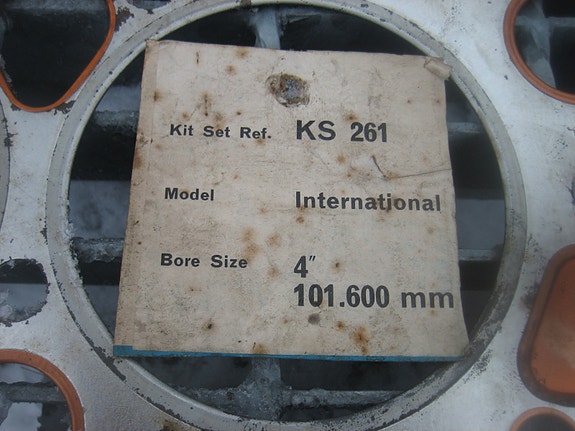 Kit Set Ref. KS 261
Model International
Bore Size 4″
101.600 mm